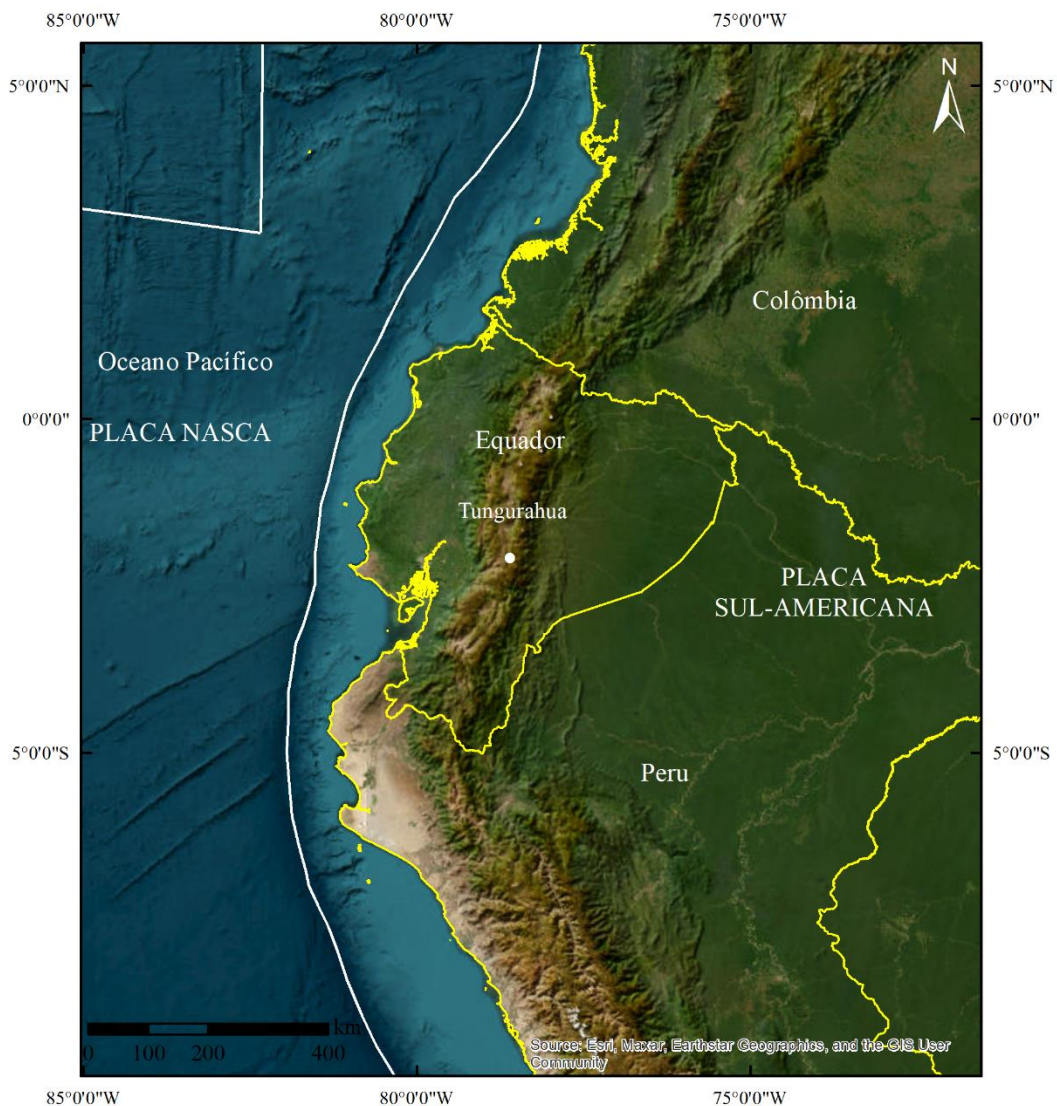 85°0'0"W 80°0'0"W 75°0'0"W
5°0'0"N 5°0'0"N
N
Colômbia
Oceano Pacífico
0°0'0" 0°0'0"
PLACA NASCA
Equador
Tungurahua
PLACA
SUL-AMERICANA
5°0'0"S 5°0'0"S
Peru
km
0 100 200 400
Source: Esri, Maxar, Earthstar Geographics, and the GIS User
Community
85°0'0"W 80°0'0"W 75°0'0"W